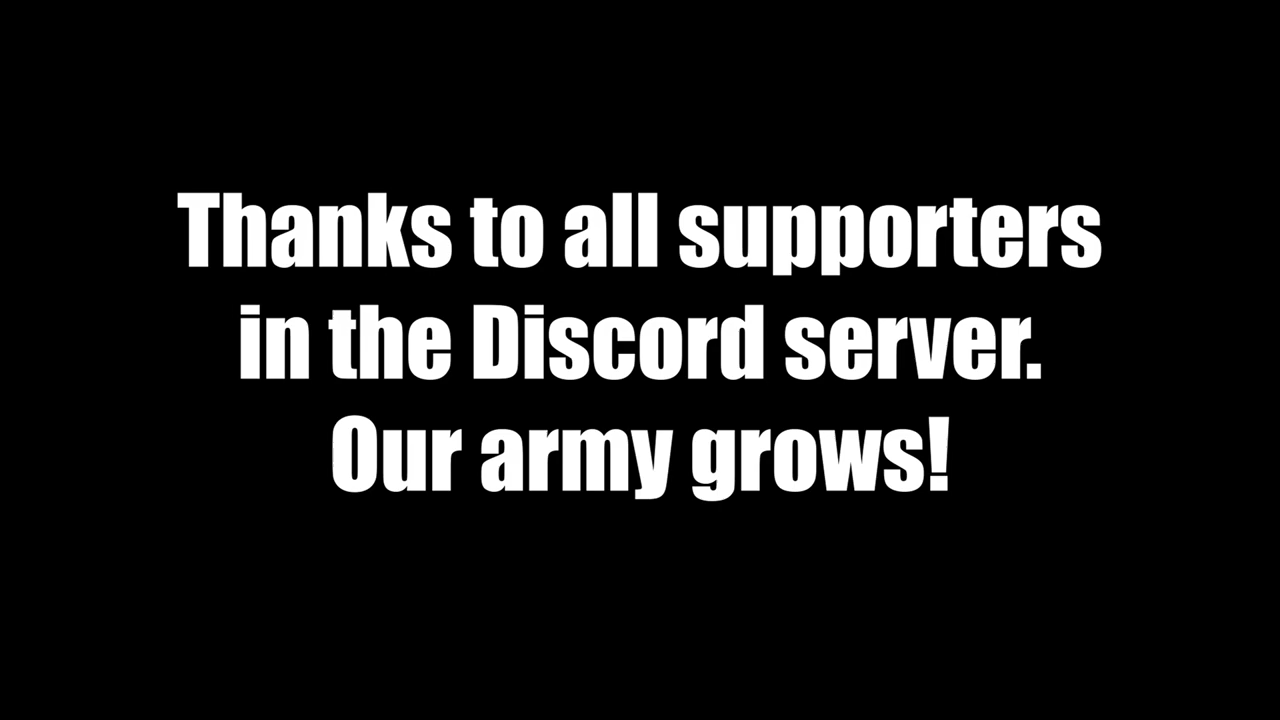 Thanks to all supporters
in the Discord server.
Our army grows!